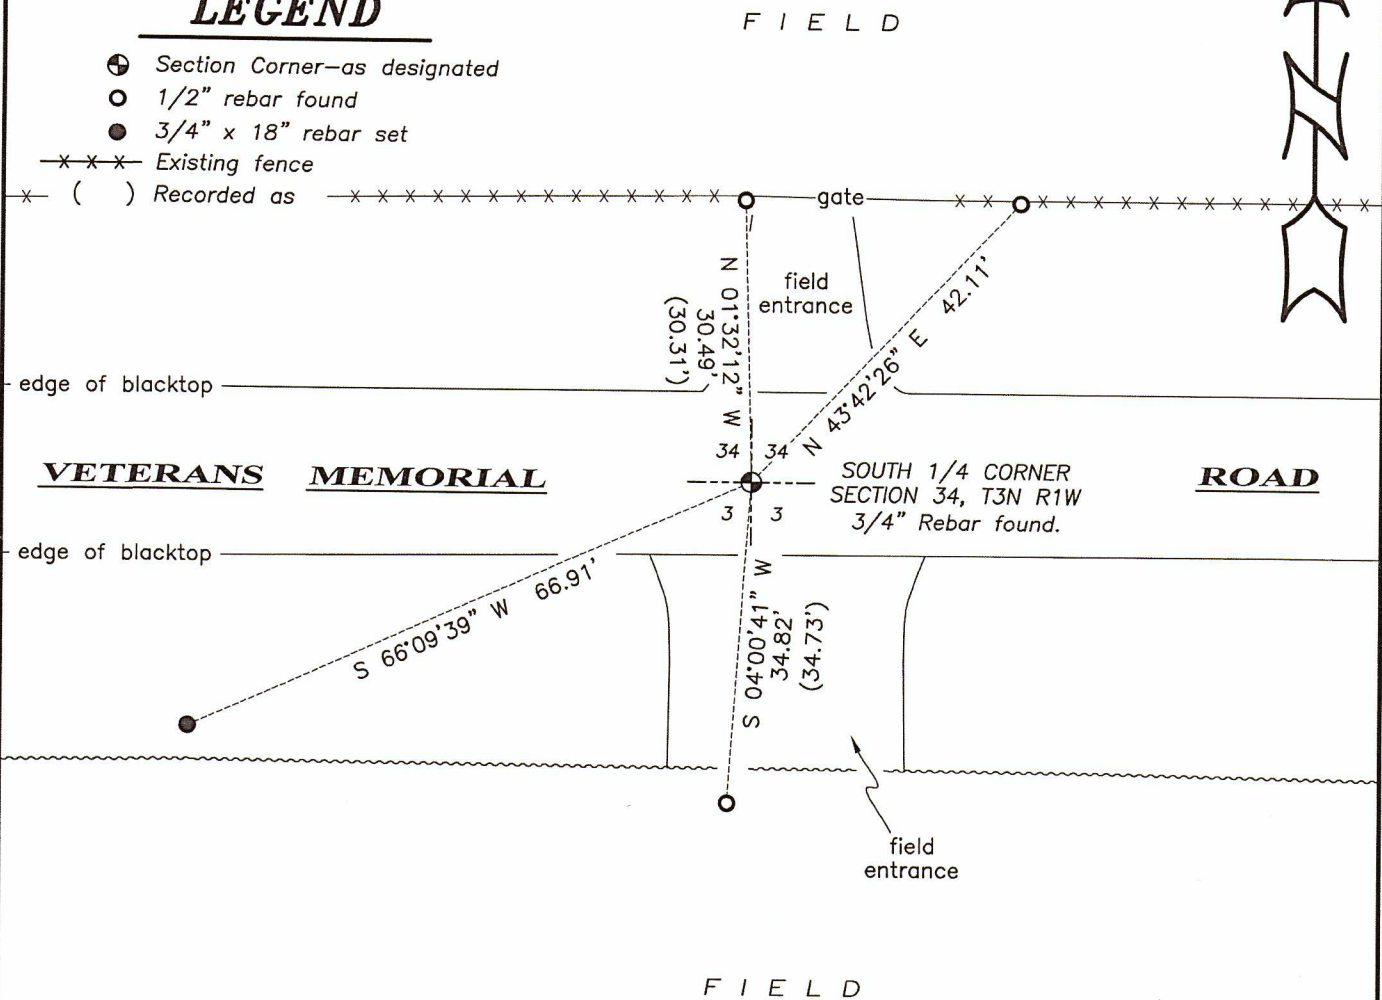 LEGEND
Section Corner—as designated
1/2" rebar found
3/4" x 18" rebar set
Existing fence
( ) Recorded as
F I E L D
N
gate
field
entrance
N 01°32'12" W
30.49'
(30.31')
N 43°42'26" E 42.11'
edge of blacktop
34 34
VETERANS MEMORIAL ROAD
SOUTH 1/4 CORNER
SECTION 34, T3N R1W
3/4" Rebar found.
3 3
edge of blacktop
S 66°09'39" W 66.91'
S 04°00'41" W
34.82'
(34.73')
field
entrance
F I E L D